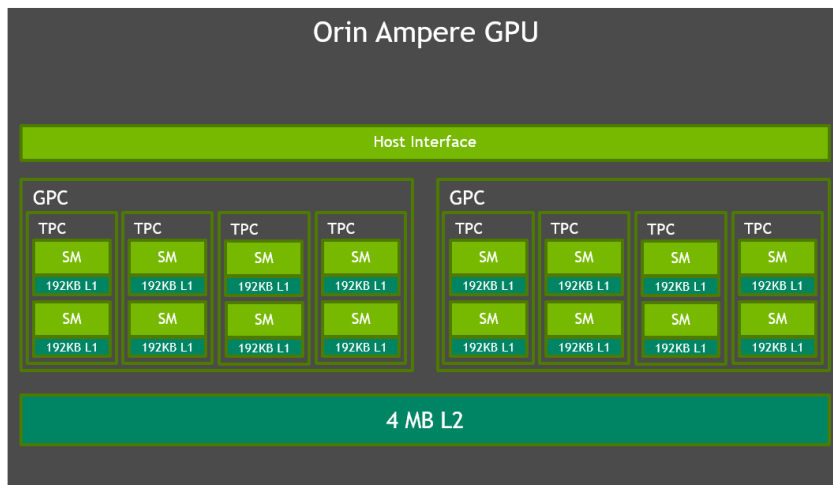 Orin Ampere GPU
Host Interface
GPC GPC
TPC TPC TPC TPC TPC TPC TPC TPC
SM SM SM SM SM SM SM SM
192KB L1 192KB L1 192KB L1 192KB L1 192KB L1 192KB L1 192KB L1 192KB L1
SM SM SM SM SM SM SM SM
192KB L1 192KB L1 192KB L1 192KB L1 192KB L1 192KB L1 192KB L1 192KB L1
4 MB L2